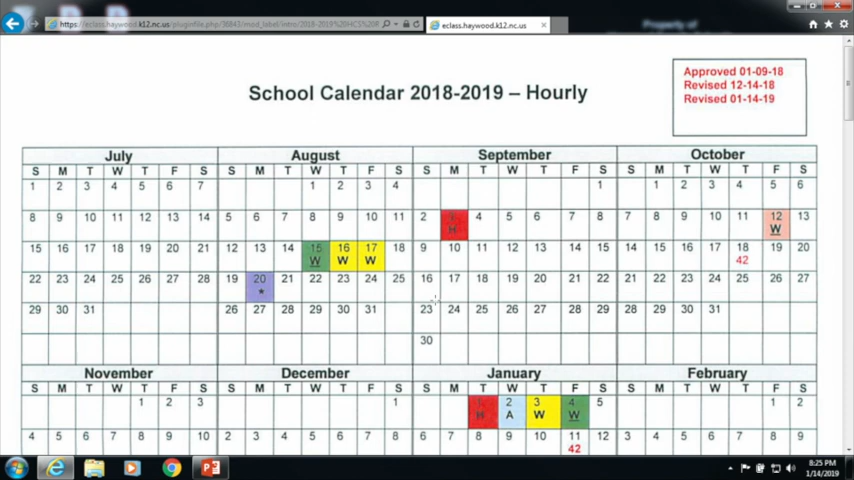 https://eclass.haywood.k12.nc.us/pluginfile.php/38843/mod_label/intro/2018-2019%20HCS%20
eclass.haywood.k12.nc.us
Property of
School Calendar 2018-2019 – Hourly
Approved 01-09-18
Revised 12-14-18
Revised 01-14-19
July August September October
S M T W T F S S M T W T F S S M T W T F S S M T W T F S
1 2 3 4 5 6 7 1 2 3 4 1 1 2 3 4 5 6
8 9 10 11 12 13 14 5 6 7 8 9 10 11 2 4 5 6 7 8 7 8 9 10 11 12 13
H W
15 16 17 18 19 20 21 12 13 14 15 16 17 18 9 10 11 12 13 14 15 14 15 16 17 18 19 20
W W W 42
22 23 24 25 26 27 28 19 20 21 22 23 24 25 16 17 18 19 20 21 22 21 22 23 24 25 26 27
*
29 30 31 26 27 28 29 30 31 23 24 25 26 27 28 29 28 29 30 31
30
November December January February
S M T W T F S S M T W T F S S M T W T F S S M T W T F S
1 2 3 1 1 2 3 4 5 1 2
H A W W
4 5 6 7 8 9 10 2 3 4 5 6 7 8 6 7 8 9 10 11 12 3 4 5 6 7 8 9
42
8:25 PM
1/14/2019